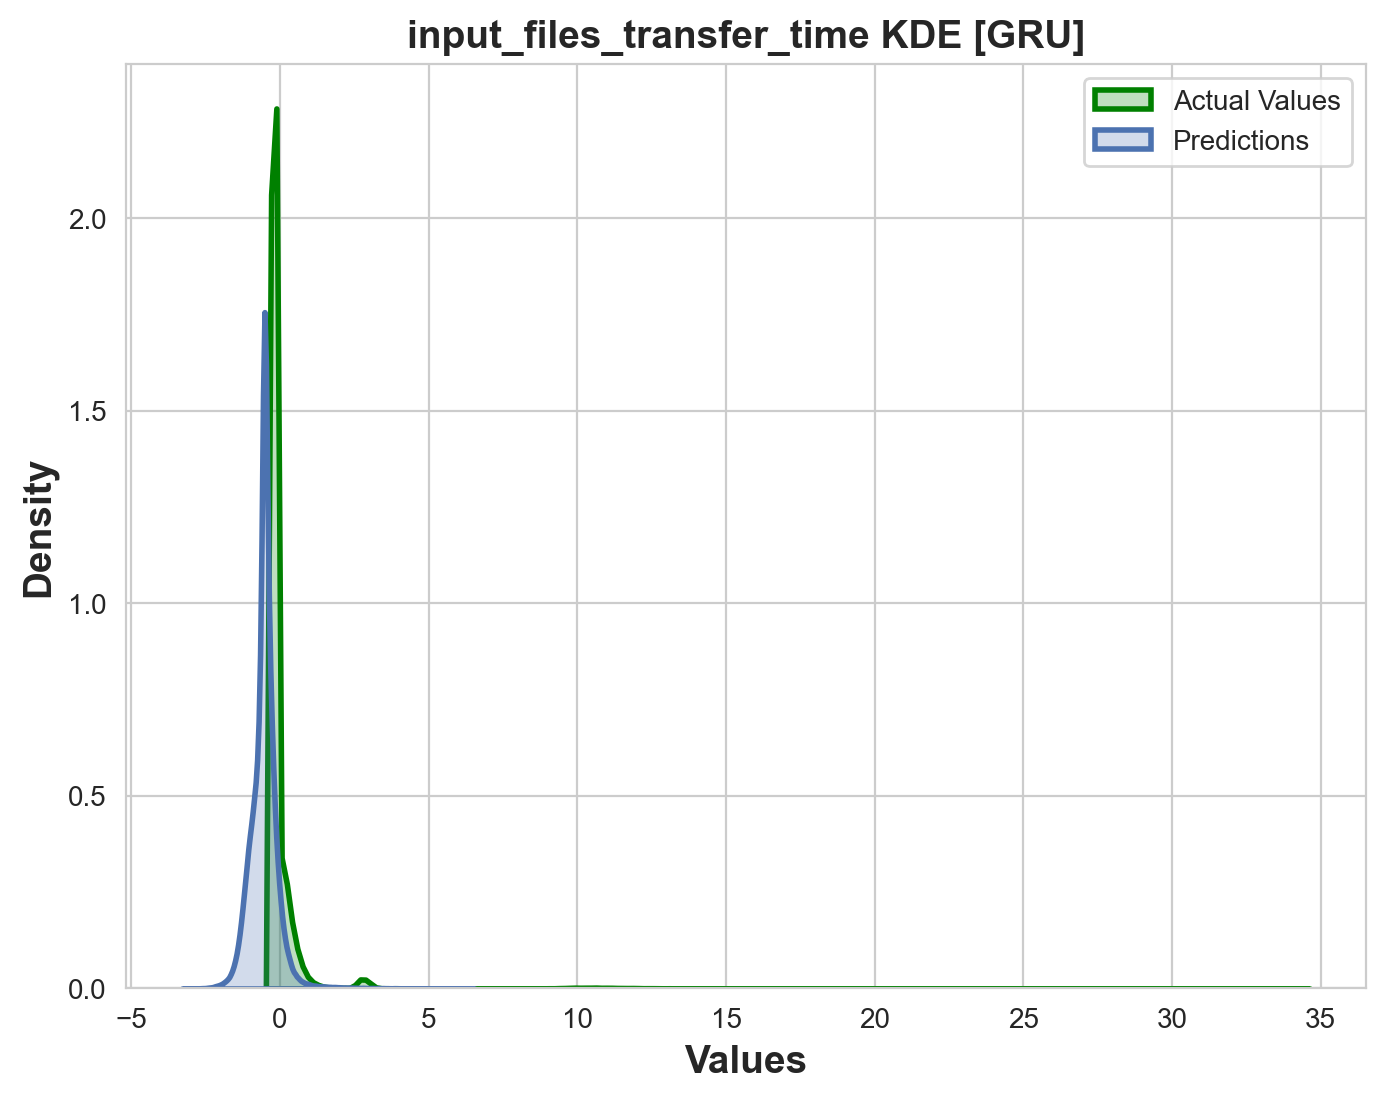 input_files_transfer_time KDE [GRU]
Actual Values
Predictions
Density
2.0
1.5
1.0
0.5
0.0
−5 0 5 10 15 20 25 30 35
Values